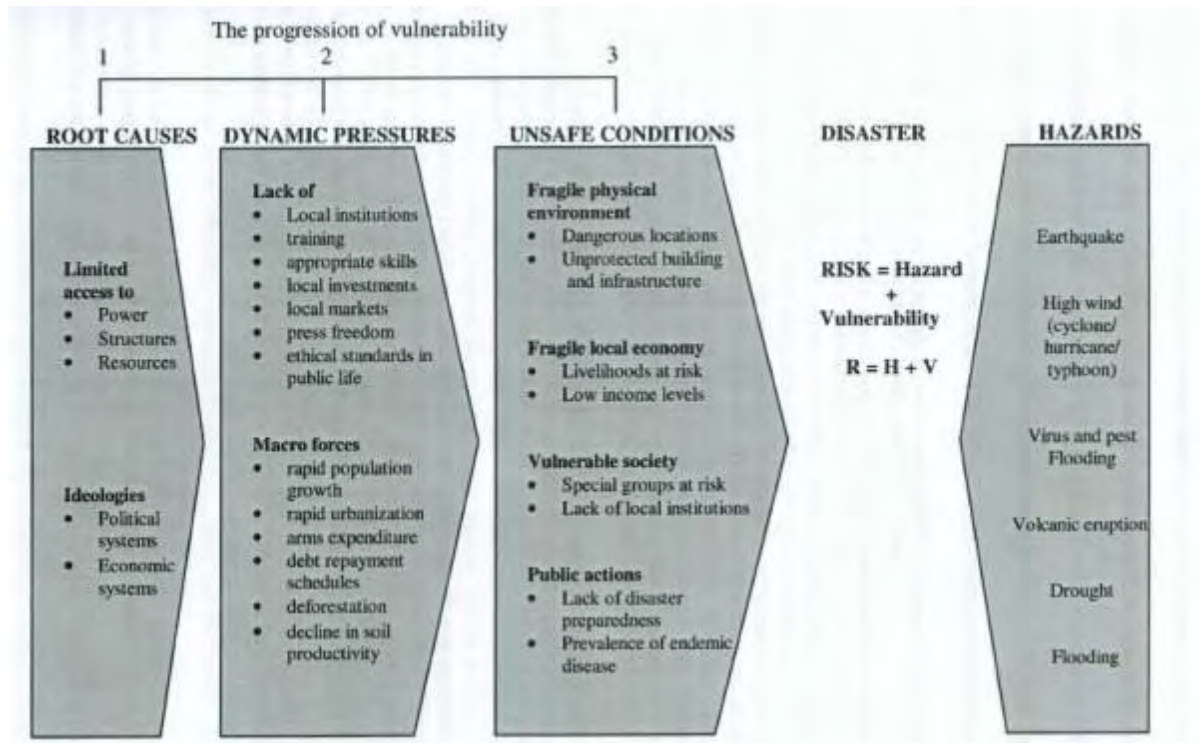 The progression of vulnerability
1
2
3
ROOT CAUSES
Limited
access to
• Power
• Structures
• Resources
Ideologies
• Political
systems
• Economic
systems
DYNAMIC PRESSURES
Lack of
• Local institutions
• training
• appropriate skills
• local investments
• local markets
• press freedom
• ethical standards in
public life
Macro forces
• rapid population
growth
• rapid urbanization
• arms expenditure
• debt repayment
schedules
• deforestation
• decline in soil
productivity
UNSAFE CONDITIONS
Fragile physical
environment
• Dangerous locations
• Unprotected building
and infrastructure
Fragile local economy
• Livelihoods at risk
• Low income levels
Vulnerable society
• Special groups at risk
• Lack of local institutions
Public actions
• Lack of disaster
preparedness
• Prevalence of endemic
disease
DISASTER
RISK = Hazard
+
Vulnerability
R = H + V
HAZARDS
Earthquake
High wind
(cyclone/
hurricane/
typhoon)
Virus and pest
Flooding
Volcanic eruption
Drought
Flooding